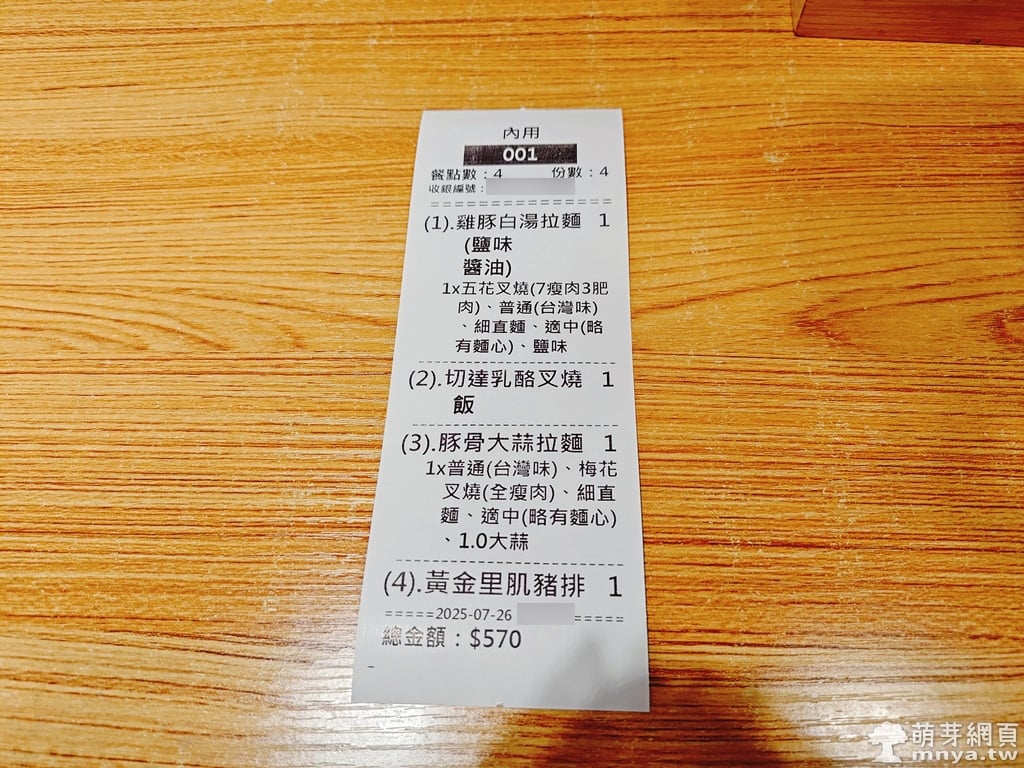 內用
001
餐點數：4 份數：4
收銀編號：
(1).雞豚白湯拉麵 1
(鹽味
醬油)
1x五花叉燒(7瘦肉3肥
肉)、普通(台灣味)
、細直麵、適中(略
有麵心)、鹽味
(2).切達乳酪叉燒 1
飯
(3).豚骨大蒜拉麵 1
1x普通(台灣味)、梅花
叉燒(全瘦肉)、細直
麵、適中(略有麵心)
、1.0大蒜
(4).黃金里肌豬排 1
=====2025-07-26 =====
總金額：$570
萌芽網頁
mnya.tw